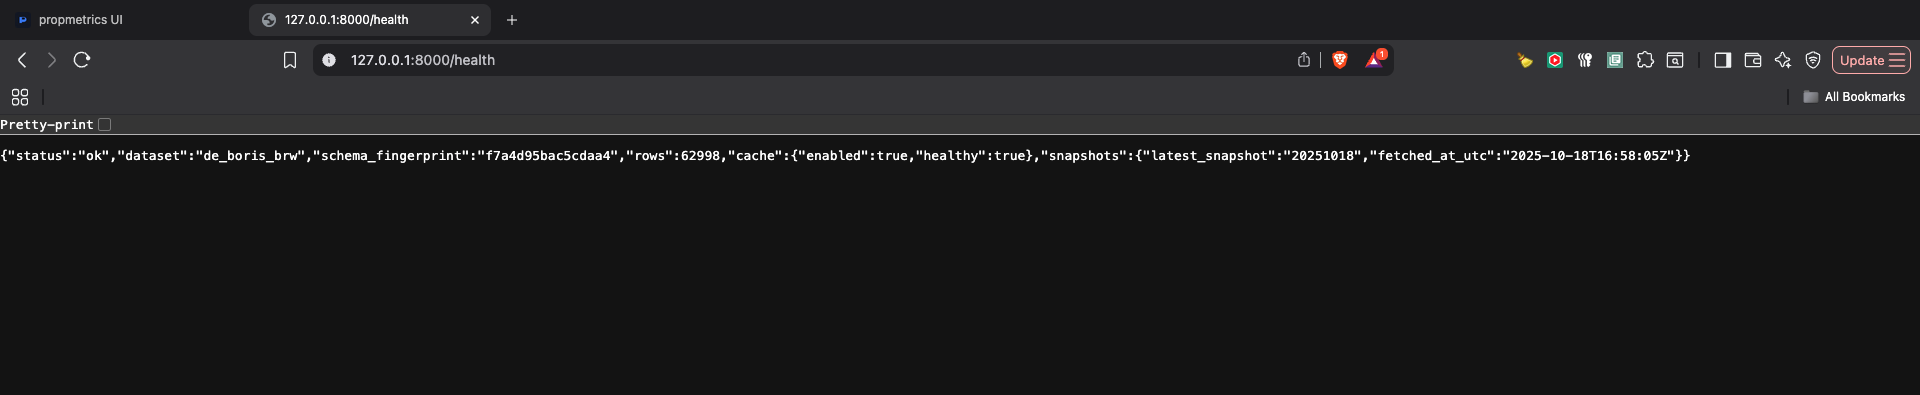 propmetrics UI
127.0.0.1:8000/health
127.0.0.1:8000/health
1
Update
All Bookmarks
Pretty-print
{"status":"ok","dataset":"de_boris_brw","schema_fingerprint":"f7a4d95bac5cdaa4","rows":62998,"cache":{"enabled":true,"healthy":true},"snapshots":{"latest_snapshot":"20251018","fetched_at_utc":"2025-10-18T16:58:05Z"}}